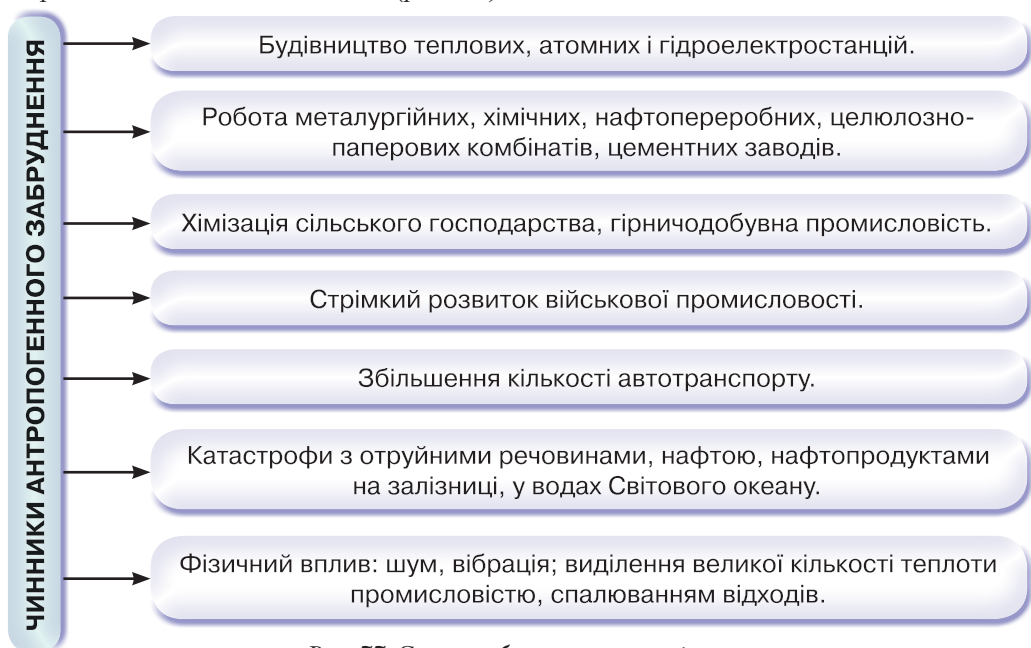 ЧИННИКИ АНТРОПОГЕННОГО ЗАБРУДНЕННЯ
Будівництво теплових, атомних і гідроелектростанцій.
Робота металургійних, хімічних, нафтопереробних, целюлозно-
паперових комбінатів, цементних заводів.
Хімізація сільського господарства, гірничодобувна промисловість.
Стрімкий розвиток військової промисловості.
Збільшення кількості автотранспорту.
Катастрофи з отруйними речовинами, нафтою, нафтопродуктами
на залізниці, у водах Світового океану.
Фізичний вплив: шум, вібрація; виділення великої кількості теплоти
промисловістю, спалюванням відходів.